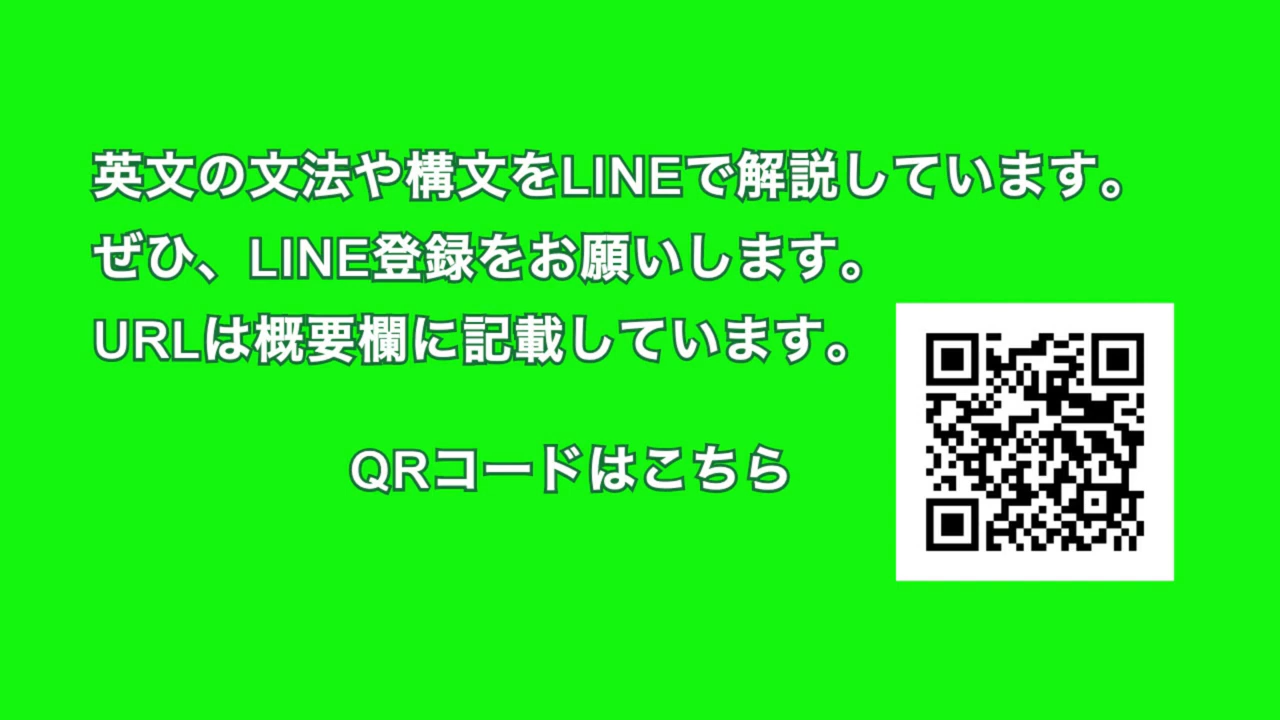 英文の文法や構文をLINEで解説しています。
ぜひ、LINE登録をお願いします。
URLは概要欄に記載しています。
QRコードはこちら